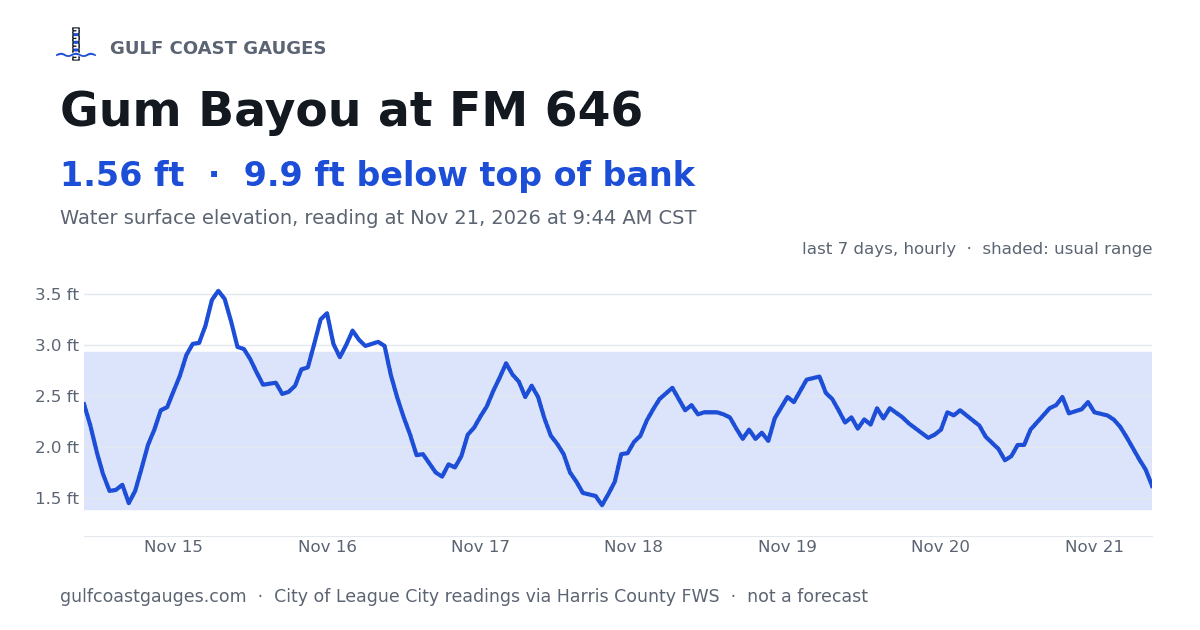 GULF COAST GAUGES
Gum Bayou at FM 646
1.56 ft · 9.9 ft below top of bank
Water surface elevation, reading at Nov 21, 2026 at 9:44 AM CST
last 7 days, hourly · shaded: usual range
3.5 ft
3.0 ft
2.5 ft
2.0 ft
1.5 ft
Nov 15 Nov 16 Nov 17 Nov 18 Nov 19 Nov 20 Nov 21
gulfcoastgauges.com · City of League City readings via Harris County FWS · not a forecast